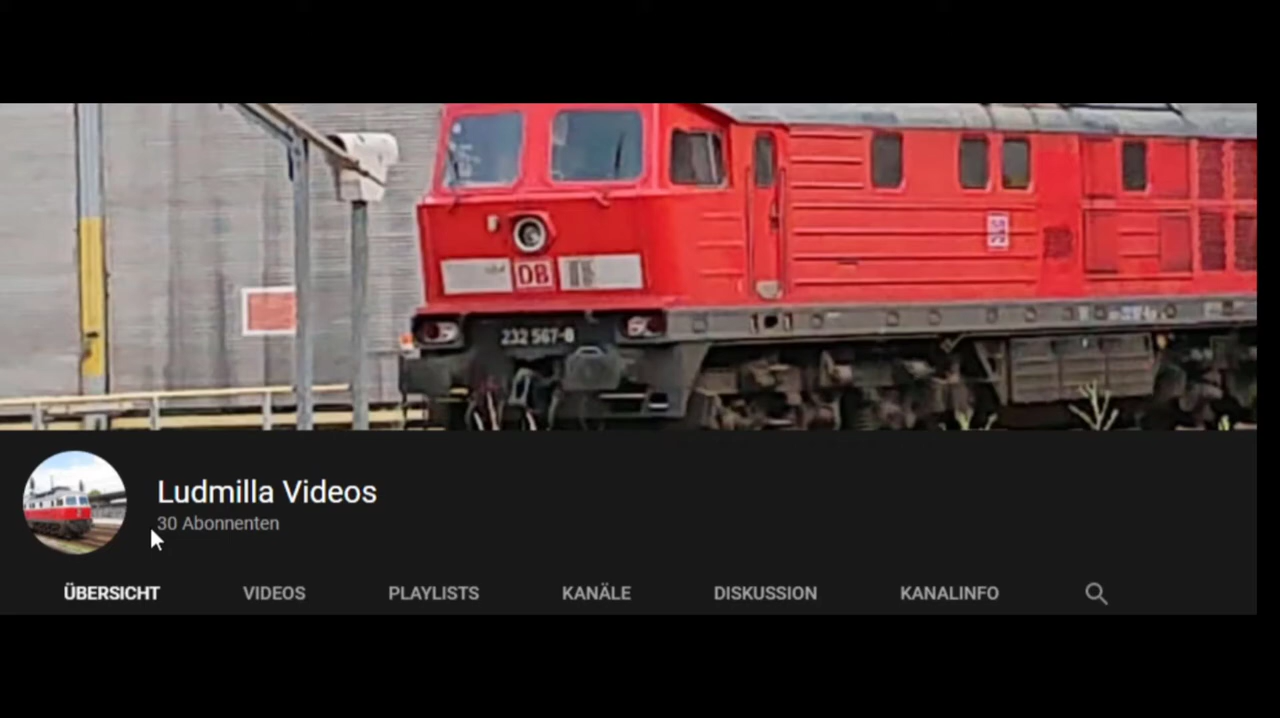 DB
232 567-8
Ludmilla Videos
30 Abonnenten
ÜBERSICHT VIDEOS PLAYLISTS KANÄLE DISKUSSION KANALINFO